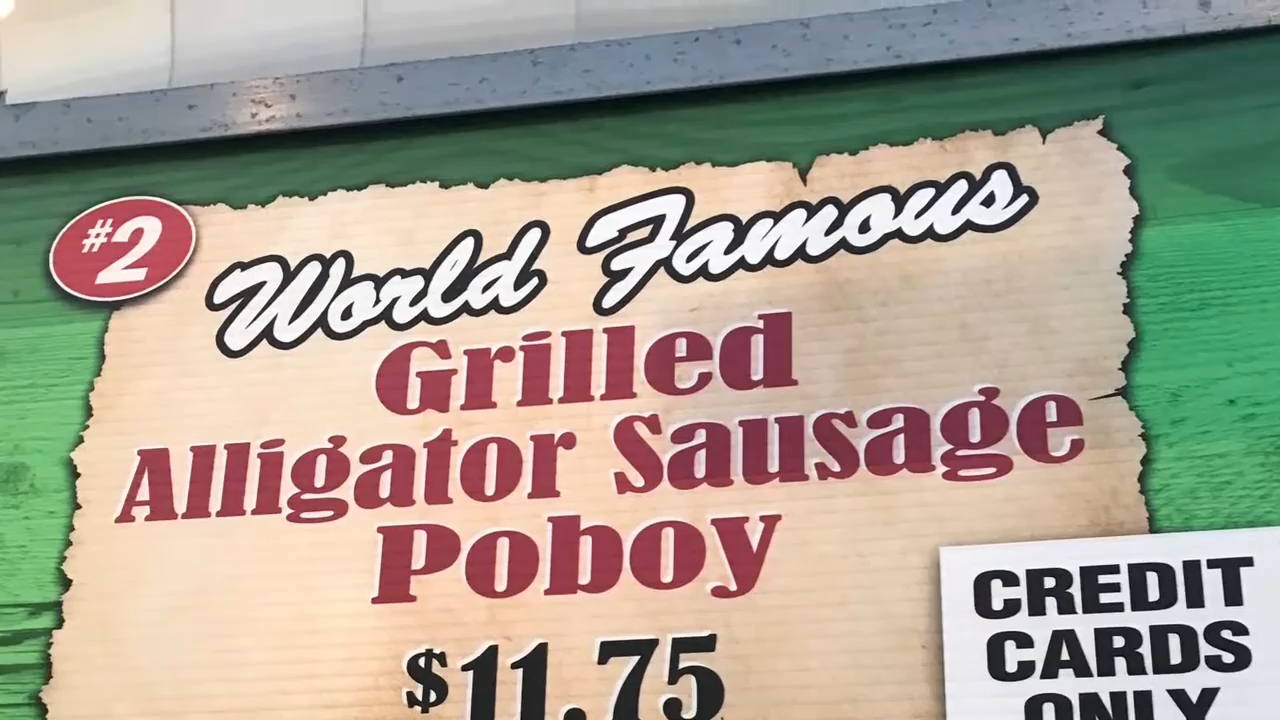 #2
World Famous
Grilled
Alligator Sausage
Poboy
$11.75
CREDIT
CARDS
ONLY